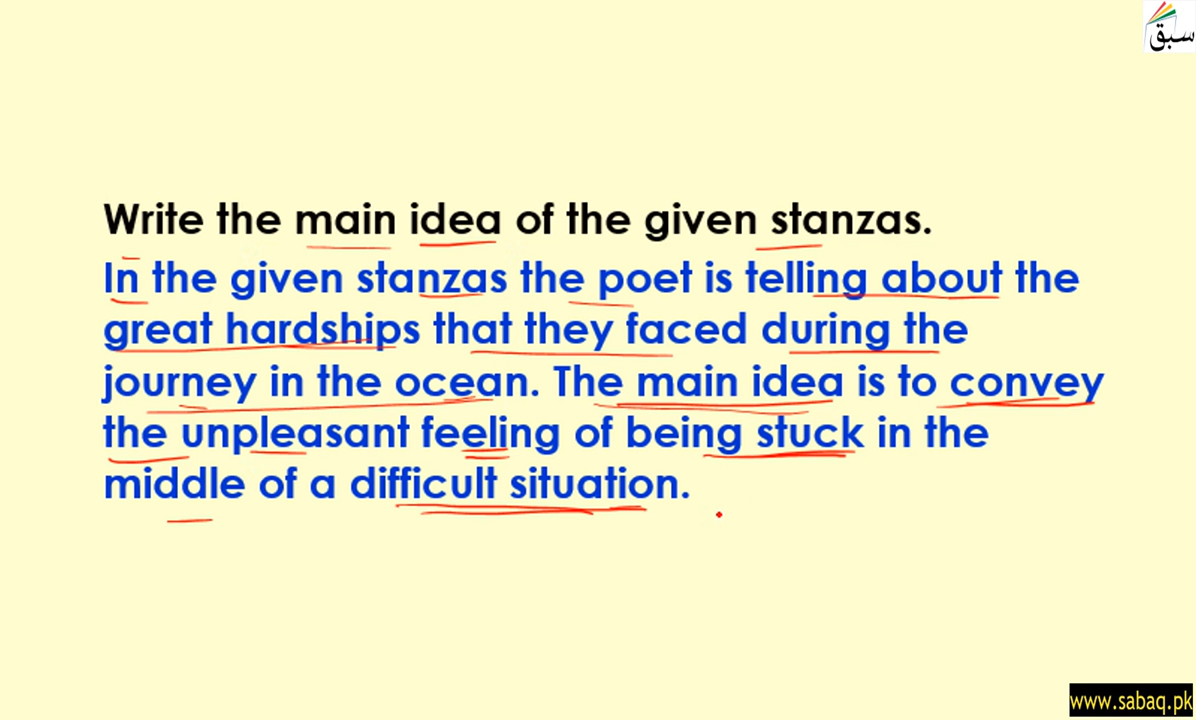 سبق
Write the main idea of the given stanzas.
In the given stanzas the poet is telling about the
great hardships that they faced during the
journey in the ocean. The main idea is to convey
the unpleasant feeling of being stuck in the
middle of a difficult situation.
www.sabaq.pk